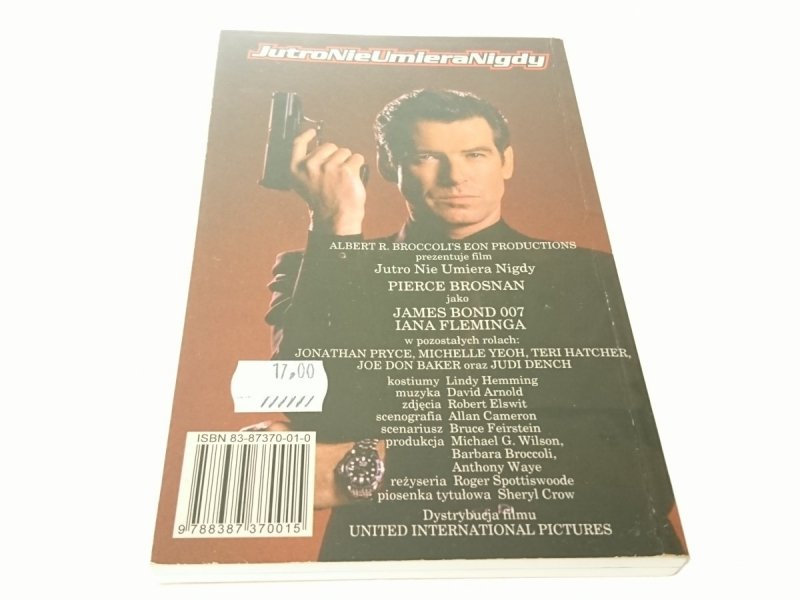 JutroNieUmieraNigdy
ALBERT R. BROCCOLI'S EON PRODUCTIONS
prezentuje film
Jutro Nie Umiera Nigdy
PIERCE BROSNAN
jako
JAMES BOND 007
IANA FLEMINGA
w pozostałych rolach:
JONATHAN PRYCE, MICHELLE YEOH, TERI HATCHER,
JOE DON BAKER oraz JUDI DENCH
kostiumy Lindy Hemming
muzyka David Arnold
zdjęcia Robert Elswit
scenografia Allan Cameron
scenariusz Bruce Feirstein
produkcja Michael G. Wilson,
Barbara Broccoli,
Anthony Waye
reżyseria Roger Spottiswoode
piosenka tytułowa Sheryl Crow
Dystrybucja filmu
UNITED INTERNATIONAL PICTURES
17,00
ISBN 83-87370-01-0
9 788387 370015